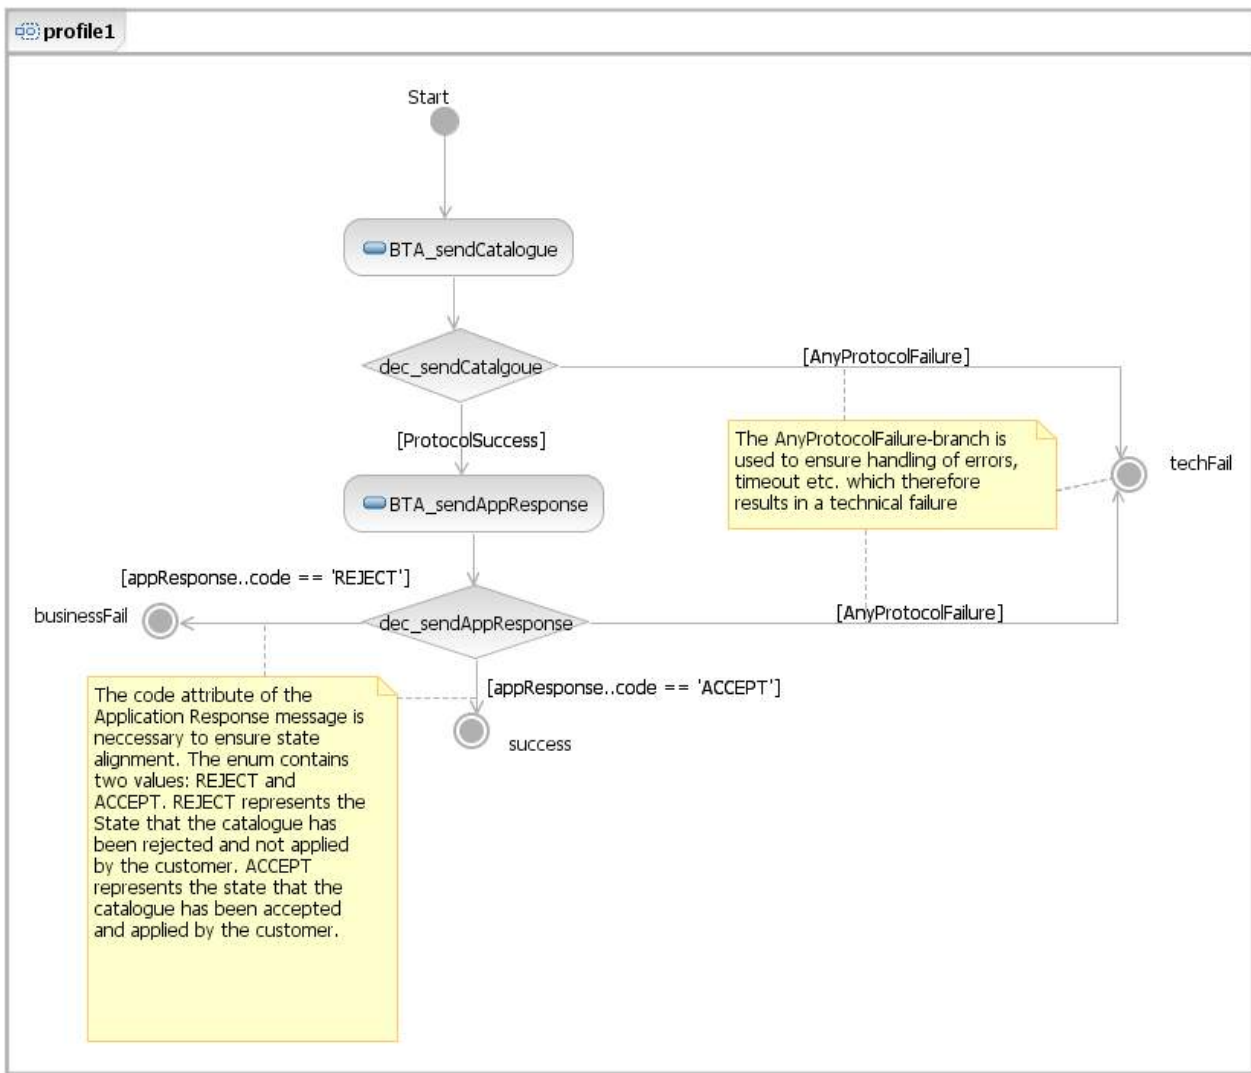 profile1
Start
BTA_sendCatalogue
dec_sendCatalgoue
[AnyProtocolFailure]
[ProtocolSuccess]
The AnyProtocolFailure-branch is
used to ensure handling of errors,
timeout etc. which therefore
results in a technical failure
techFail
BTA_sendAppResponse
[appResponse..code == 'REJECT']
businessFail
dec_sendAppResponse
[AnyProtocolFailure]
[appResponse..code == 'ACCEPT']
success
The code attribute of the
Application Response message is
neccessary to ensure state
alignment. The enum contains
two values: REJECT and
ACCEPT. REJECT represents the
State that the catalogue has
been rejected and not applied
by the customer. ACCEPT
represents the state that the
catalogue has been accepted
and applied by the customer.